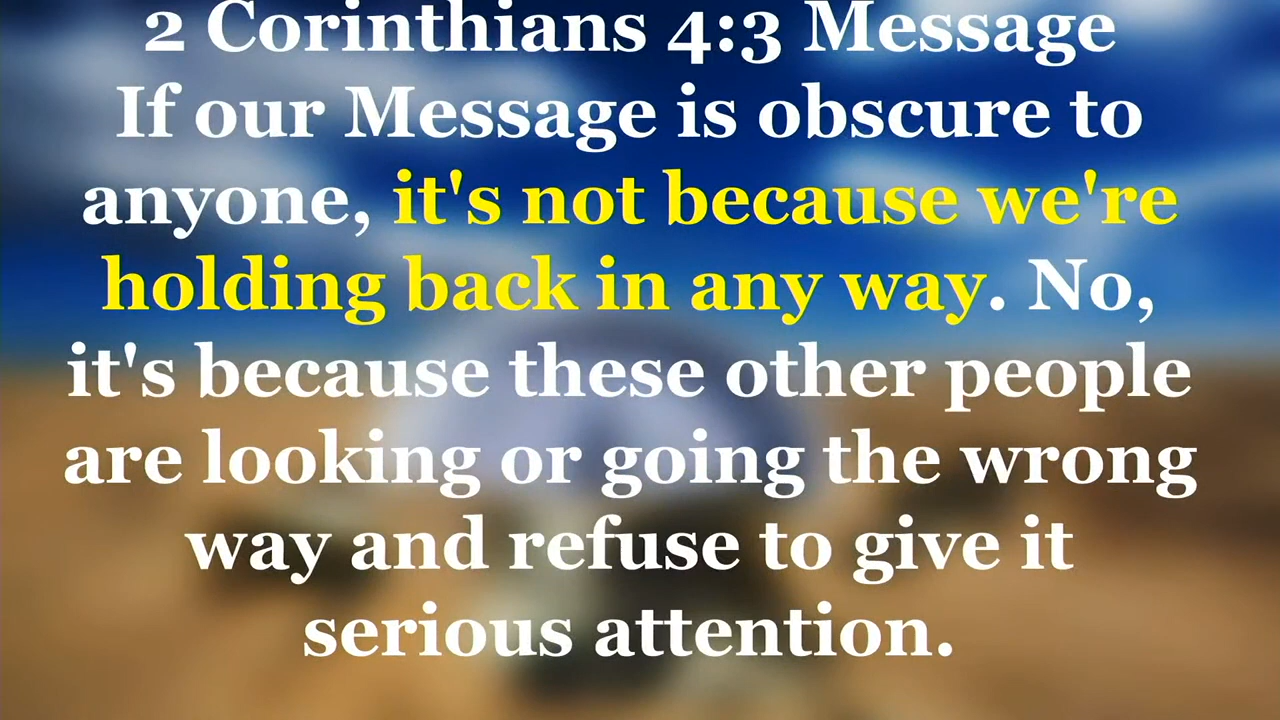 2 Corinthians 4:3 Message
If our Message is obscure to
anyone, it's not because we're
holding back in any way. No,
it's because these other people
are looking or going the wrong
way and refuse to give it
serious attention.